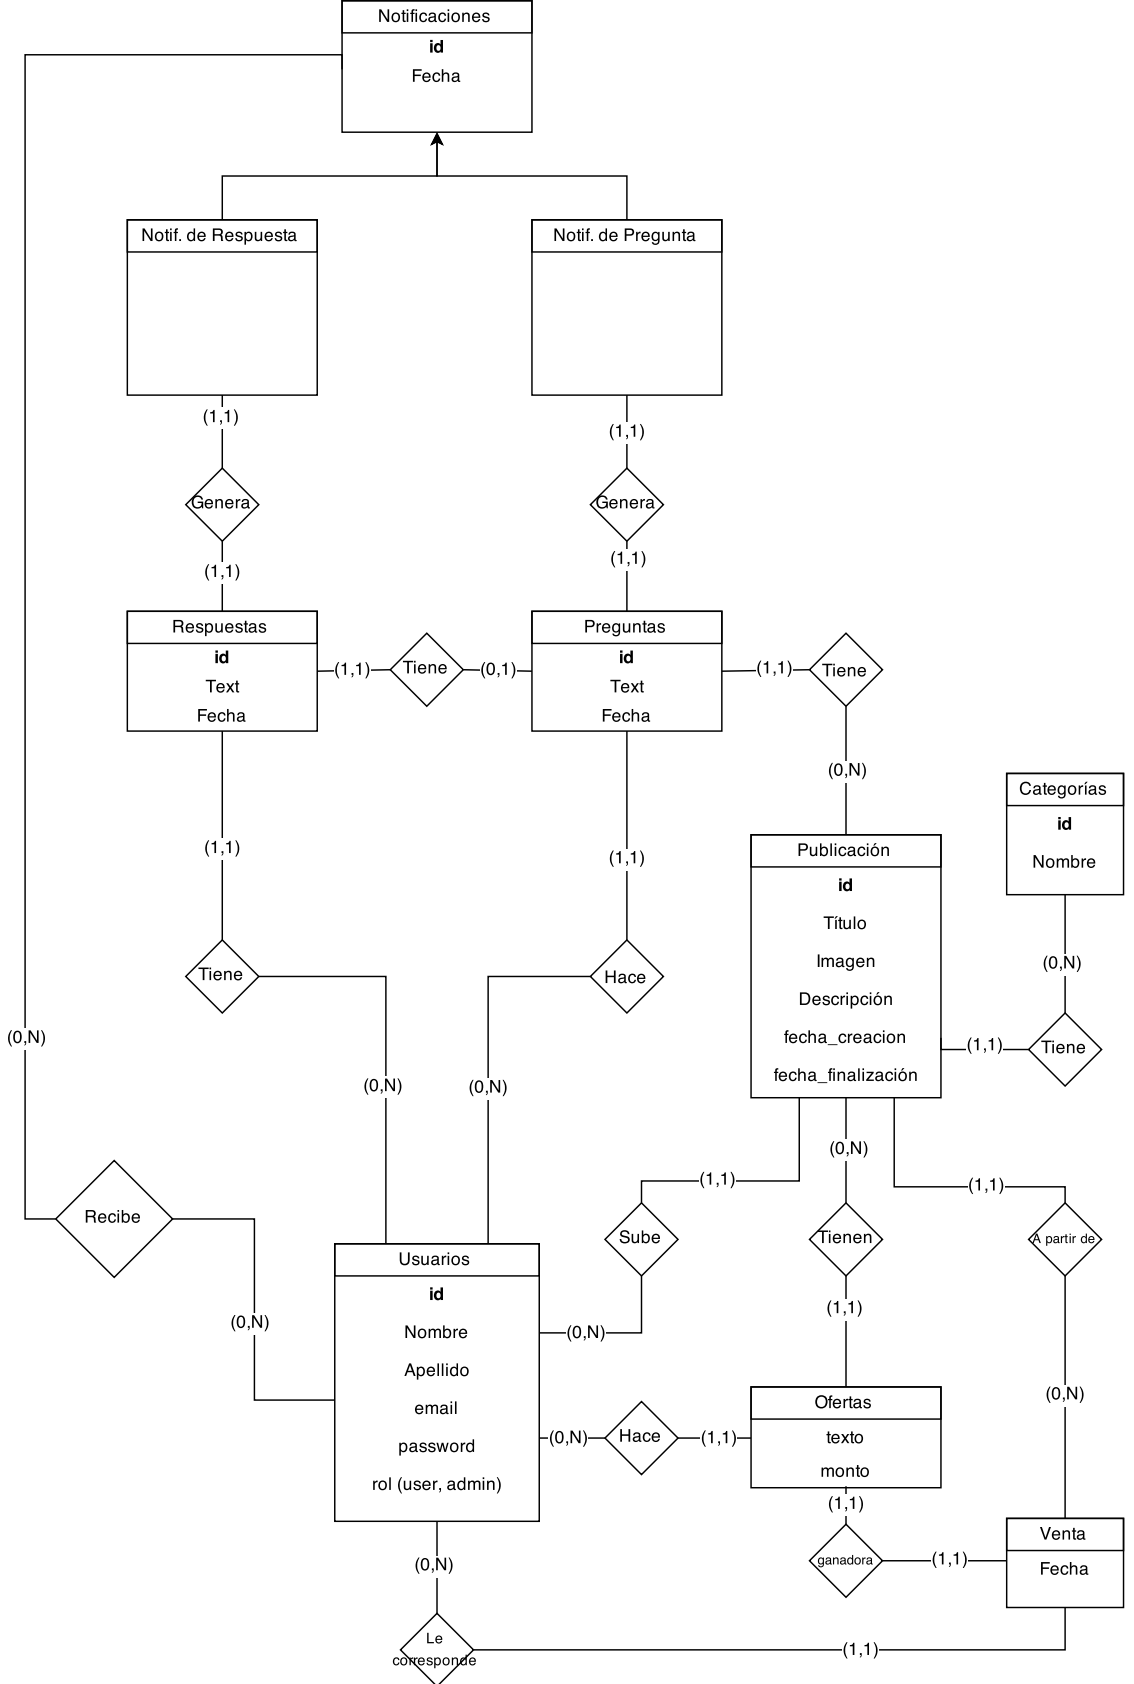 Notificaciones
id
Fecha
Notif. de Respuesta
Notif. de Pregunta
(1,1)
(1,1)
Genera
Genera
(1,1)
(1,1)
Respuestas
id
Text
Fecha
(1,1)
Tiene
(0,1)
Preguntas
id
Text
Fecha
(1,1)
Tiene
(0,N)
Categorías
id
Nombre
Publicación
id
Título
Imagen
Descripción
fecha_creacion
fecha_finalización
(1,1)
(1,1)
(0,N)
Tiene
Hace
(1,1)
Tiene
(0,N)
(0,N)
(0,N)
(0,N)
(1,1)
(1,1)
Recibe
Sube
Tienen
A partir de
Usuarios
id
Nombre
Apellido
email
password
rol (user, admin)
(0,N)
(0,N)
(1,1)
(0,N)
Ofertas
texto
monto
(0,N)
Hace
(1,1)
(1,1)
ganadora
(1,1)
Venta
Fecha
(0,N)
Le
corresponde
(1,1)